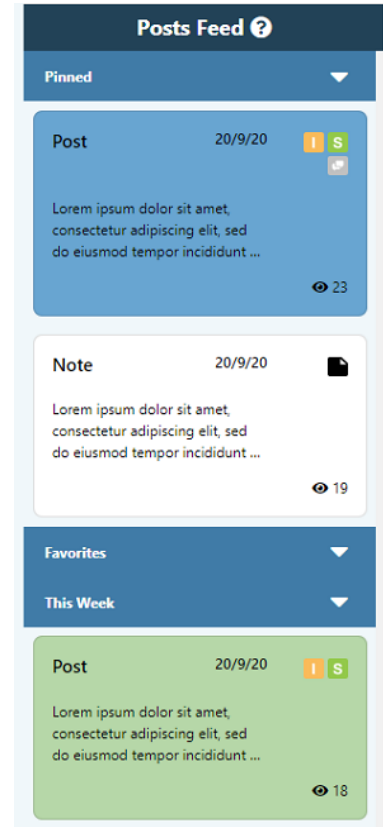 Posts Feed ?
Pinned
Post 20/9/20 I S
Lorem ipsum dolor sit amet,
consectetur adipiscing elit, sed
do eiusmod tempor incididunt ...
23
Note 20/9/20
Lorem ipsum dolor sit amet,
consectetur adipiscing elit, sed
do eiusmod tempor incididunt ...
19
Favorites
This Week
Post 20/9/20 I S
Lorem ipsum dolor sit amet,
consectetur adipiscing elit, sed
do eiusmod tempor incididunt ...
18